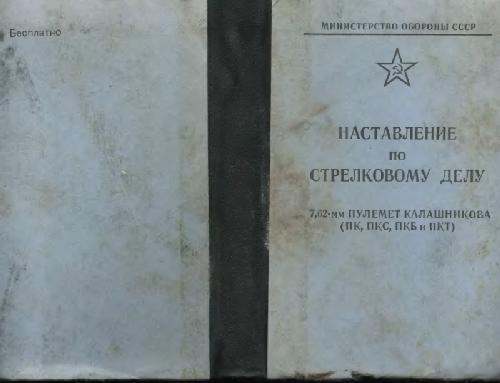 Бесплатно
МИНИСТЕРСТВО ОБОРОНЫ СССР
НАСТАВЛЕНИЕ
ПО
СТРЕЛКОВОМУ ДЕЛУ
7,62-мм ПУЛЕМЕТ КАЛАШНИКОВА
(ПК, ПКС, ПКБ и ПКТ)